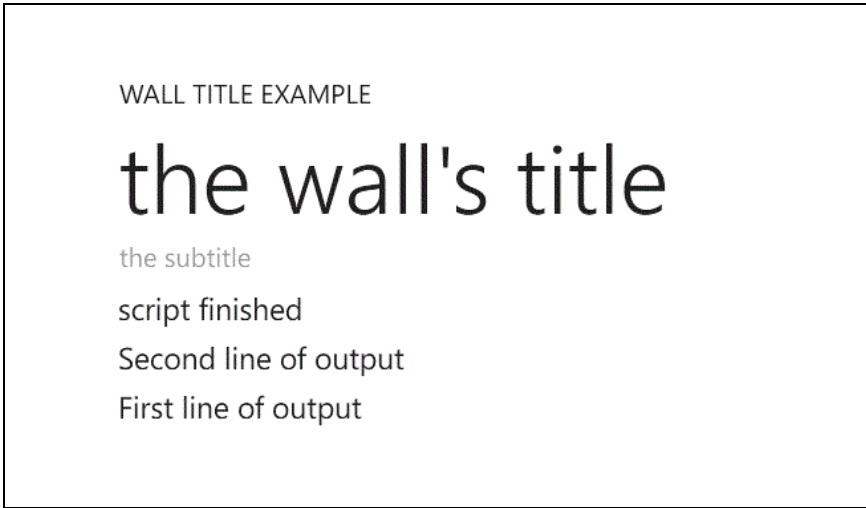 WALL TITLE EXAMPLE
the wall's title
the subtitle
script finished
Second line of output
First line of output